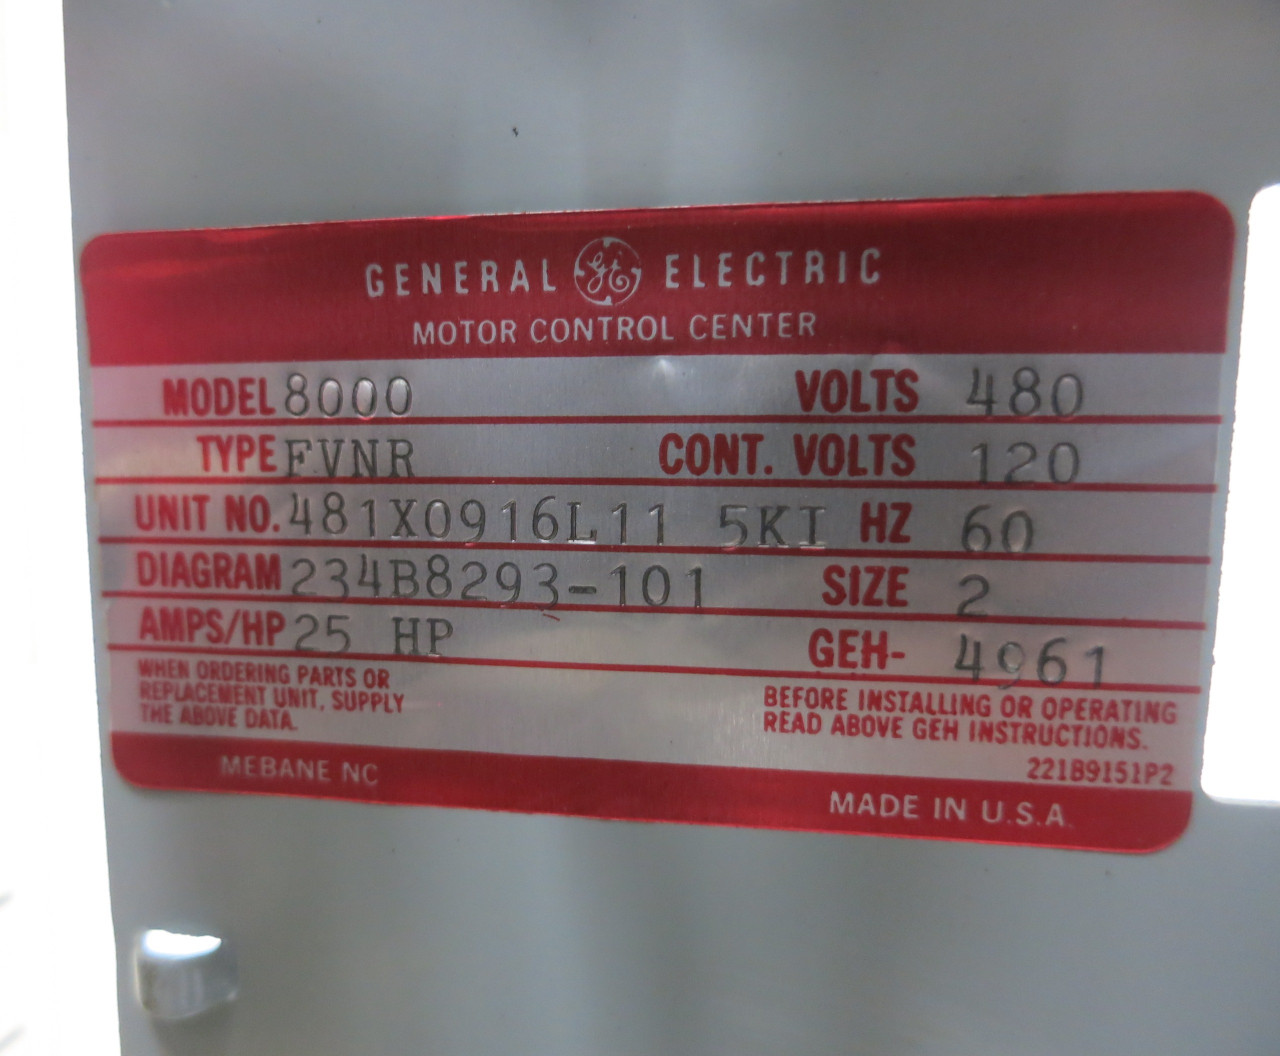 GENERAL GE ELECTRIC
MOTOR CONTROL CENTER
MODEL 8000 VOLTS 480
TYPE FVNR CONT. VOLTS 120
UNIT NO. 481X0916L11 5KI HZ 60
DIAGRAM 234B8293-101 SIZE 2
AMPS/HP 25 HP GEH- 4961
WHEN ORDERING PARTS OR
REPLACEMENT UNIT, SUPPLY
THE ABOVE DATA.
BEFORE INSTALLING OR OPERATING
READ ABOVE GEH INSTRUCTIONS.
221B9151P2
MEBANE NC
MADE IN U.S.A.